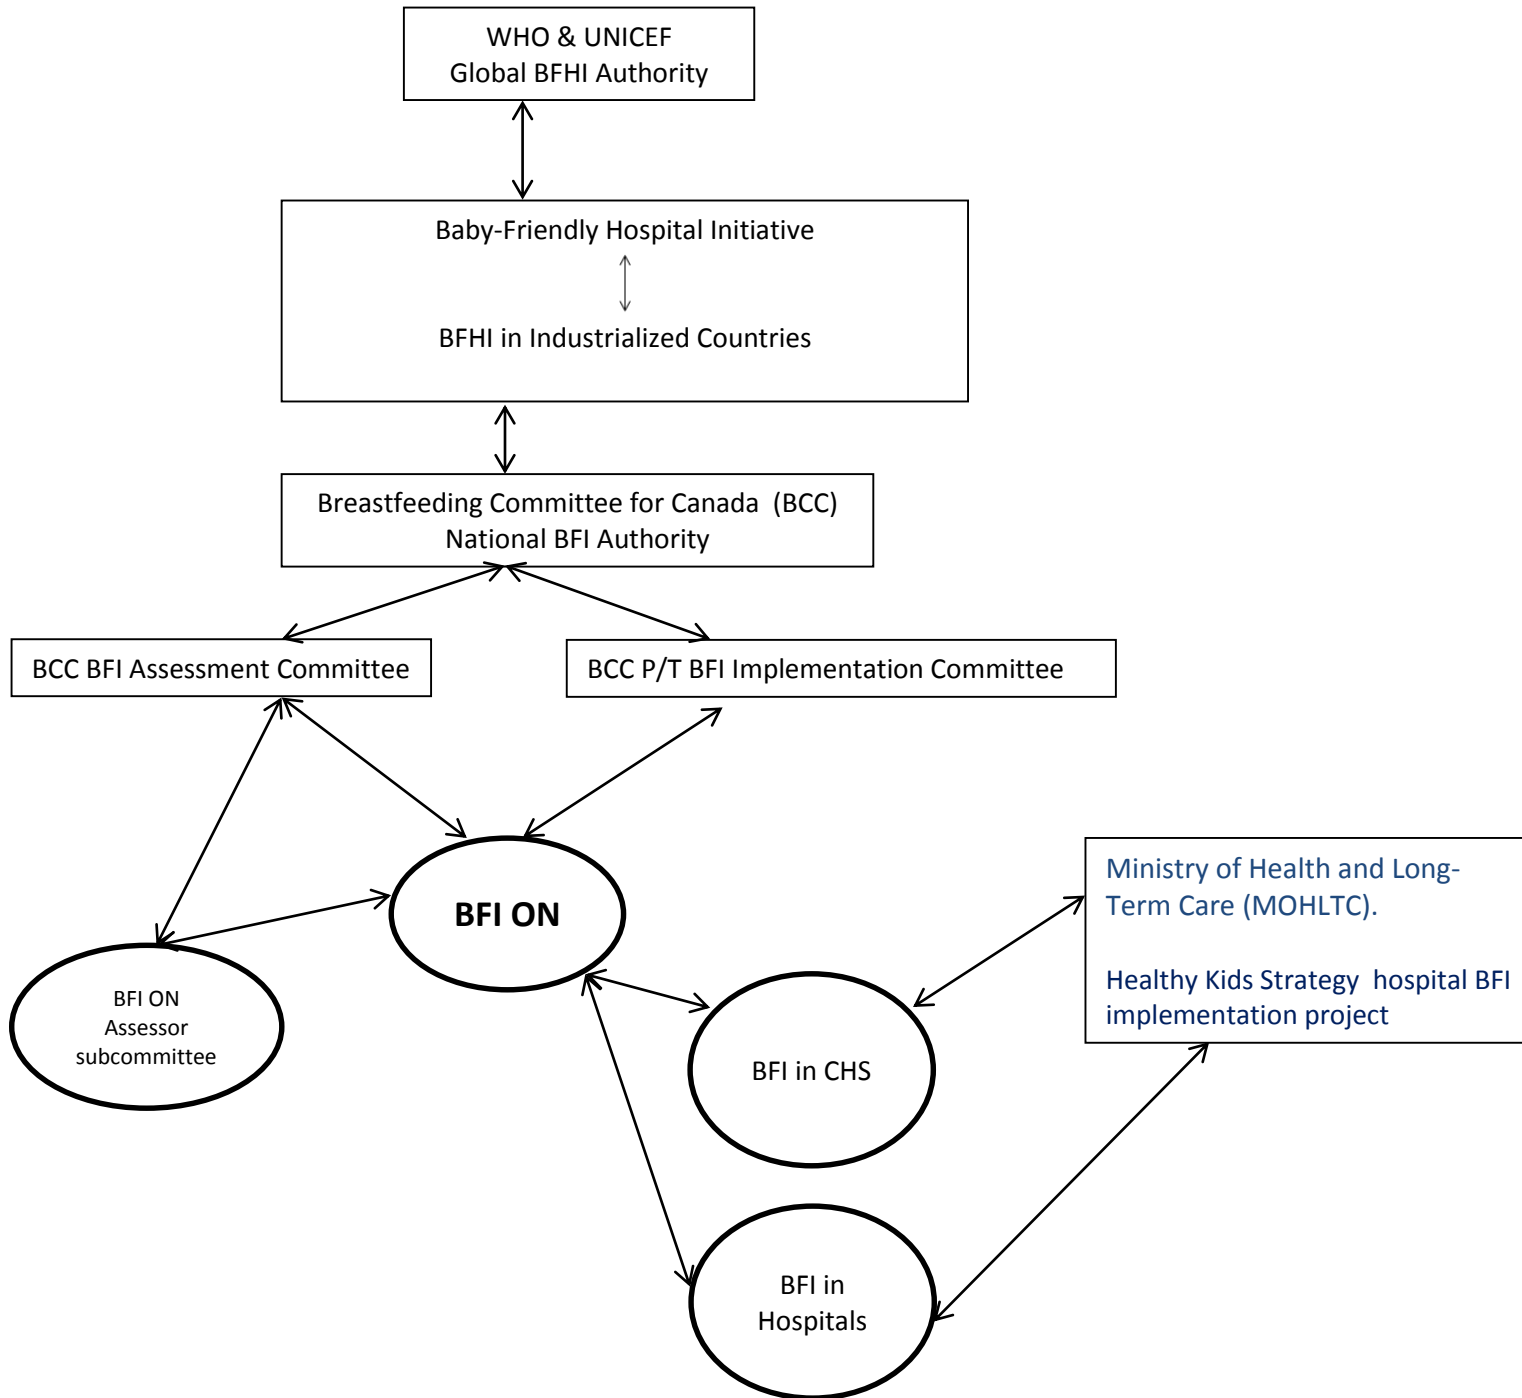 WHO & UNICEF
Global BFHI Authority
Baby-Friendly Hospital Initiative
BFHI in Industrialized Countries
Breastfeeding Committee for Canada (BCC)
National BFI Authority
BCC BFI Assessment Committee
BCC P/T BFI Implementation Committee
BFI ON
Ministry of Health and Long-
Term Care (MOHLTC).
Healthy Kids Strategy hospital BFI
implementation project
BFI ON
Assessor
subcommittee
BFI in CHS
BFI in
Hospitals